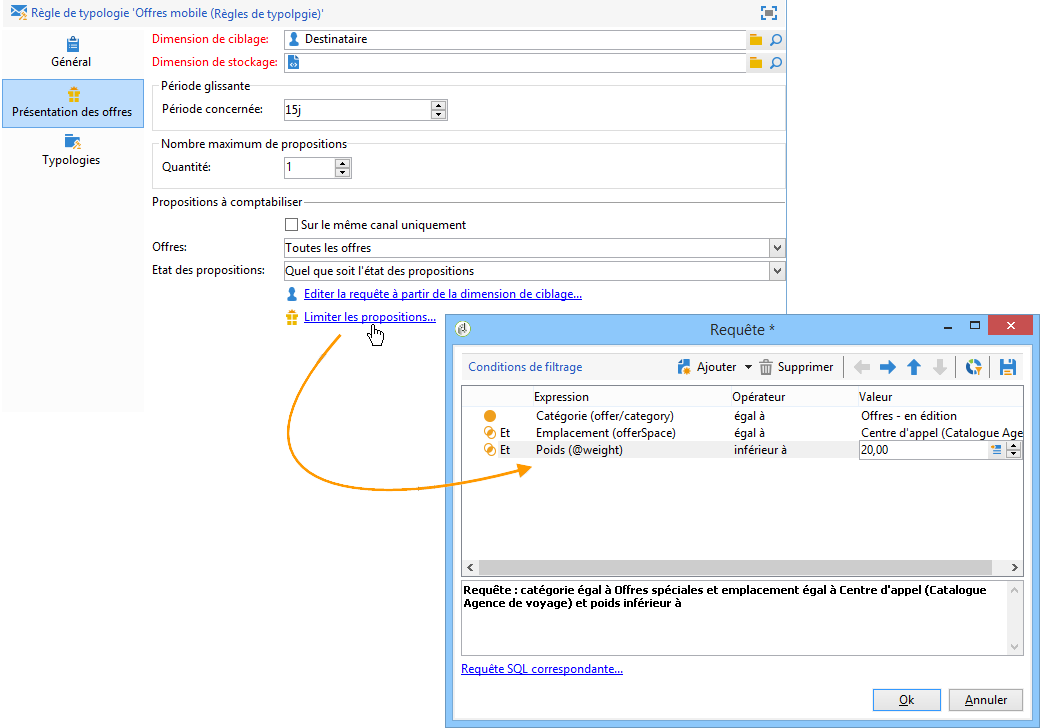 Règle de typologie 'Offres mobile (Règles de typolpgie)'
Général
Présentation des offres
Typologies
Dimension de ciblage: Destinataire
Dimension de stockage:
Période glissante
Période concernée: 15j
Nombre maximum de propositions
Quantité: 1
Propositions à comptabiliser
Sur le même canal uniquement
Offres: Toutes les offres
Etat des propositions: Quel que soit l'état des propositions
Editer la requête à partir de la dimension de ciblage...
Limiter les propositions...
Requête *
Conditions de filtrage Ajouter Supprimer
Expression Opérateur Valeur
Catégorie (offer/category) égal à Offres - en édition
Et Emplacement (offerSpace) égal à Centre d'appel (Catalogue Age
Et Poids (@weight) inférieur à 20,00
Requête : catégorie égal à Offres spéciales et emplacement égal à Centre d'appel (Catalogue
Agence de voyage) et poids inférieur à
Requête SQL correspondante...
Ok Annuler